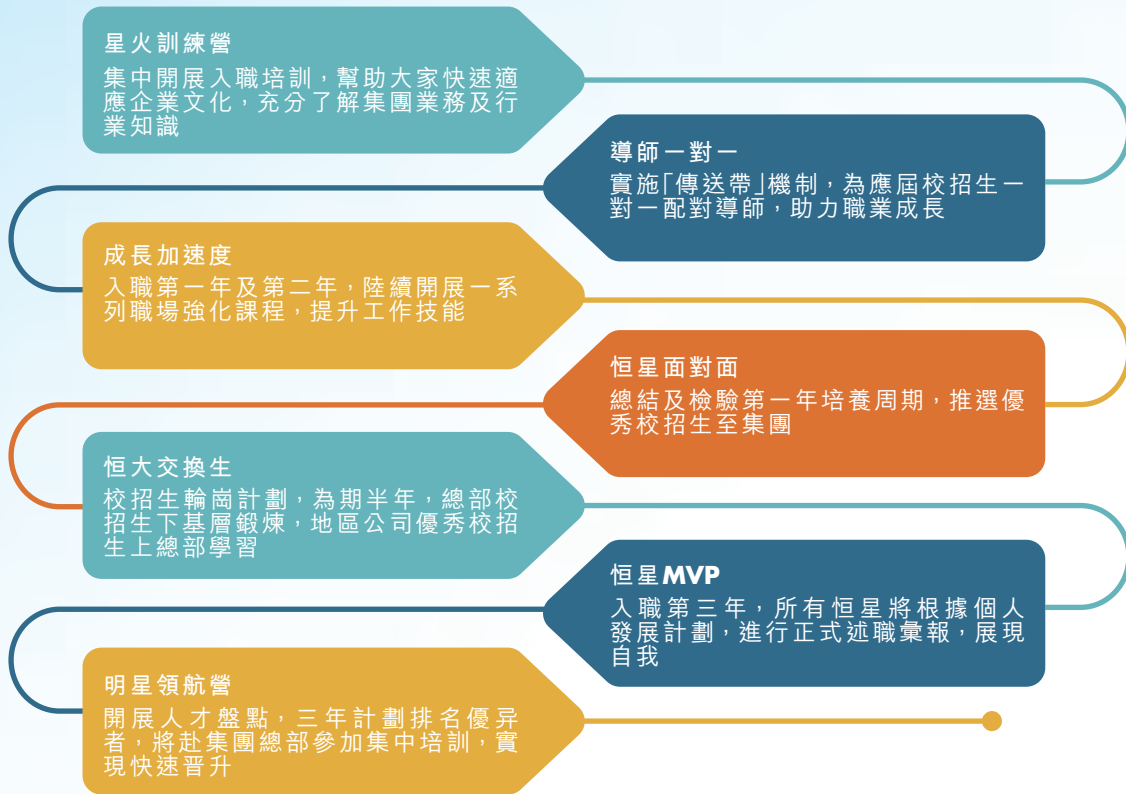 星火訓練營
集中開展入職培訓，幫助大家快速適
應企業文化，充分了解集團業務及行
業知識
導師一對一
實施「傳送帶」機制，為應屆校招生一
對一配對導師，助力職業成長
成長加速度
入職第一年及第二年，陸續開展一系
列職場強化課程，提升工作技能
恒星面對面
總結及檢驗第一年培養周期，推選優
秀校招生至集團
恒大交換生
校招生輪崗計劃，為期半年，總部校
招生下基層鍛煉，地區公司優秀校招
生上總部學習
恒星MVP
入職第三年，所有恒星將根據個人
發展計劃，進行正式述職彙報，展現
自我
明星領航營
開展人才盤點，三年計劃排名優异
者，將赴集團總部參加集中培訓，實
現快速晋升